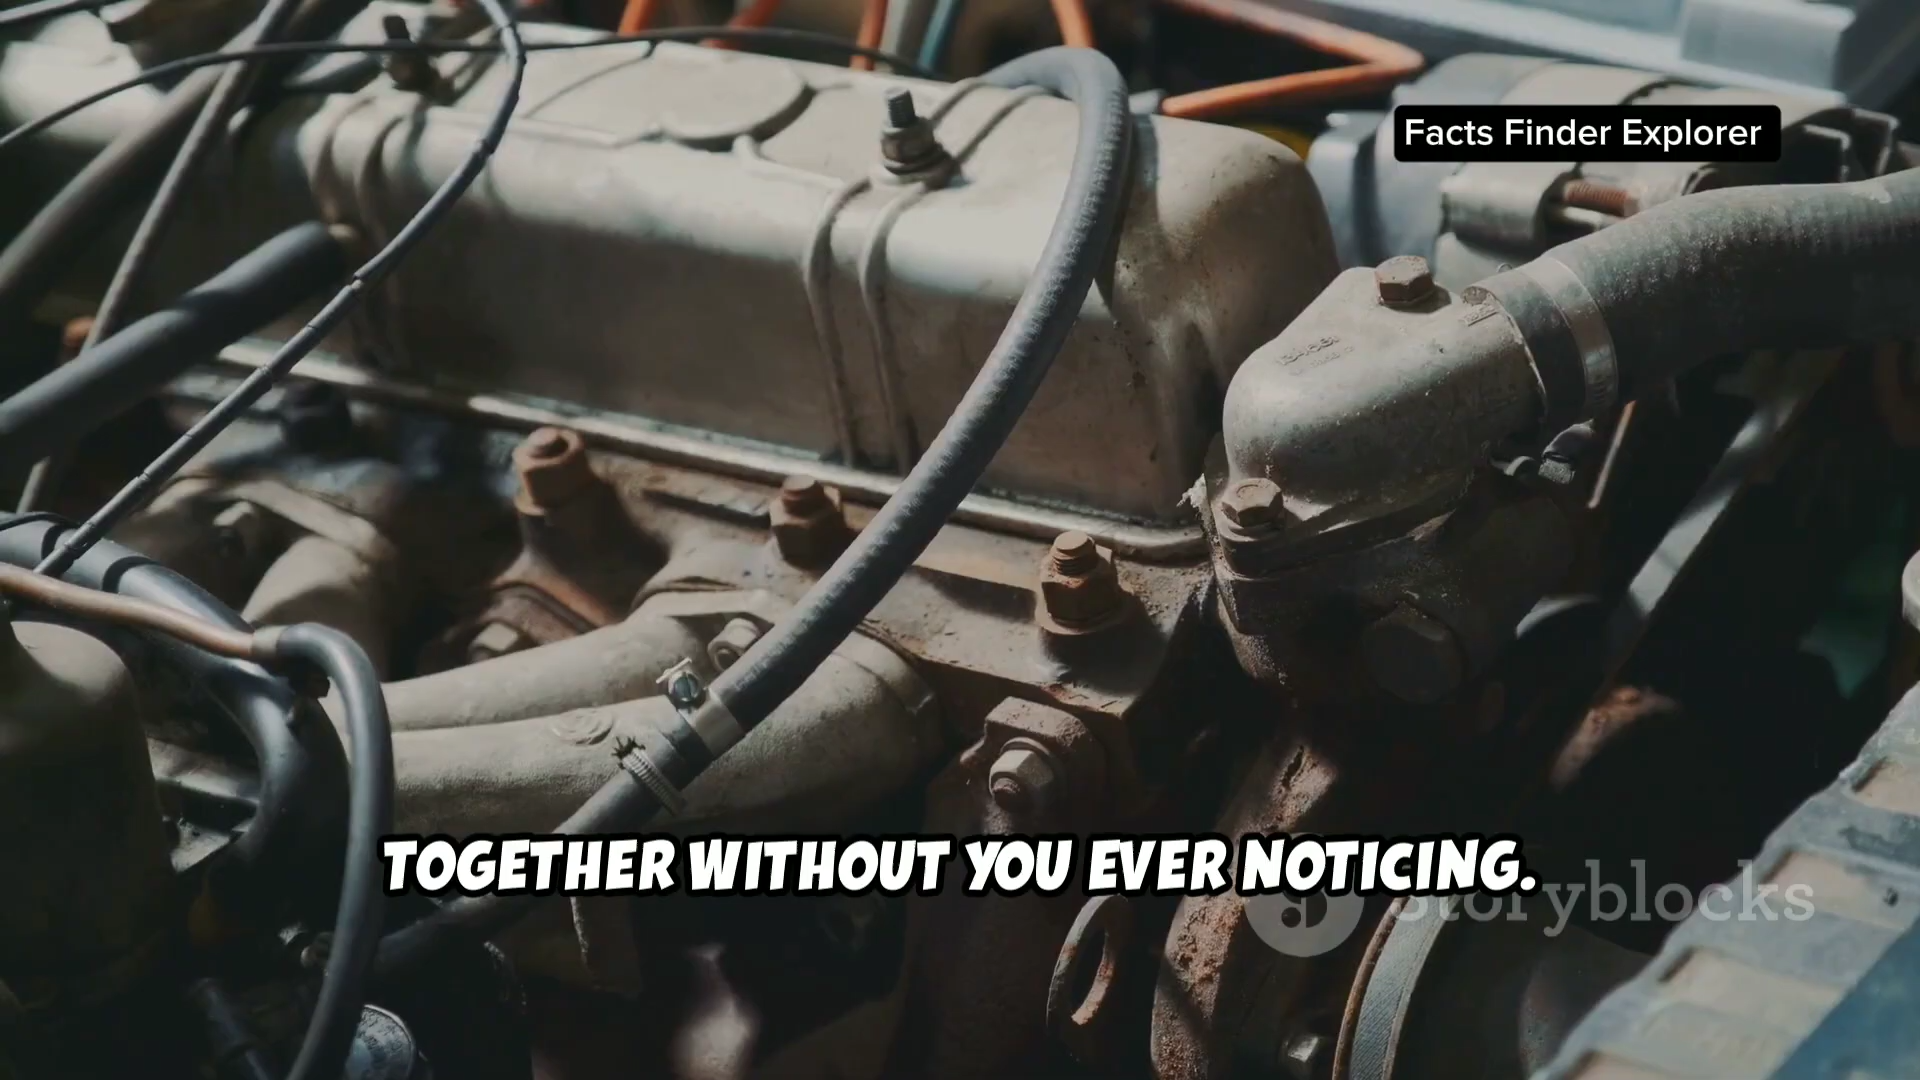 Facts Finder Explorer
TOGETHER WITHOUT YOU EVER NOTICING.
Storyblocks